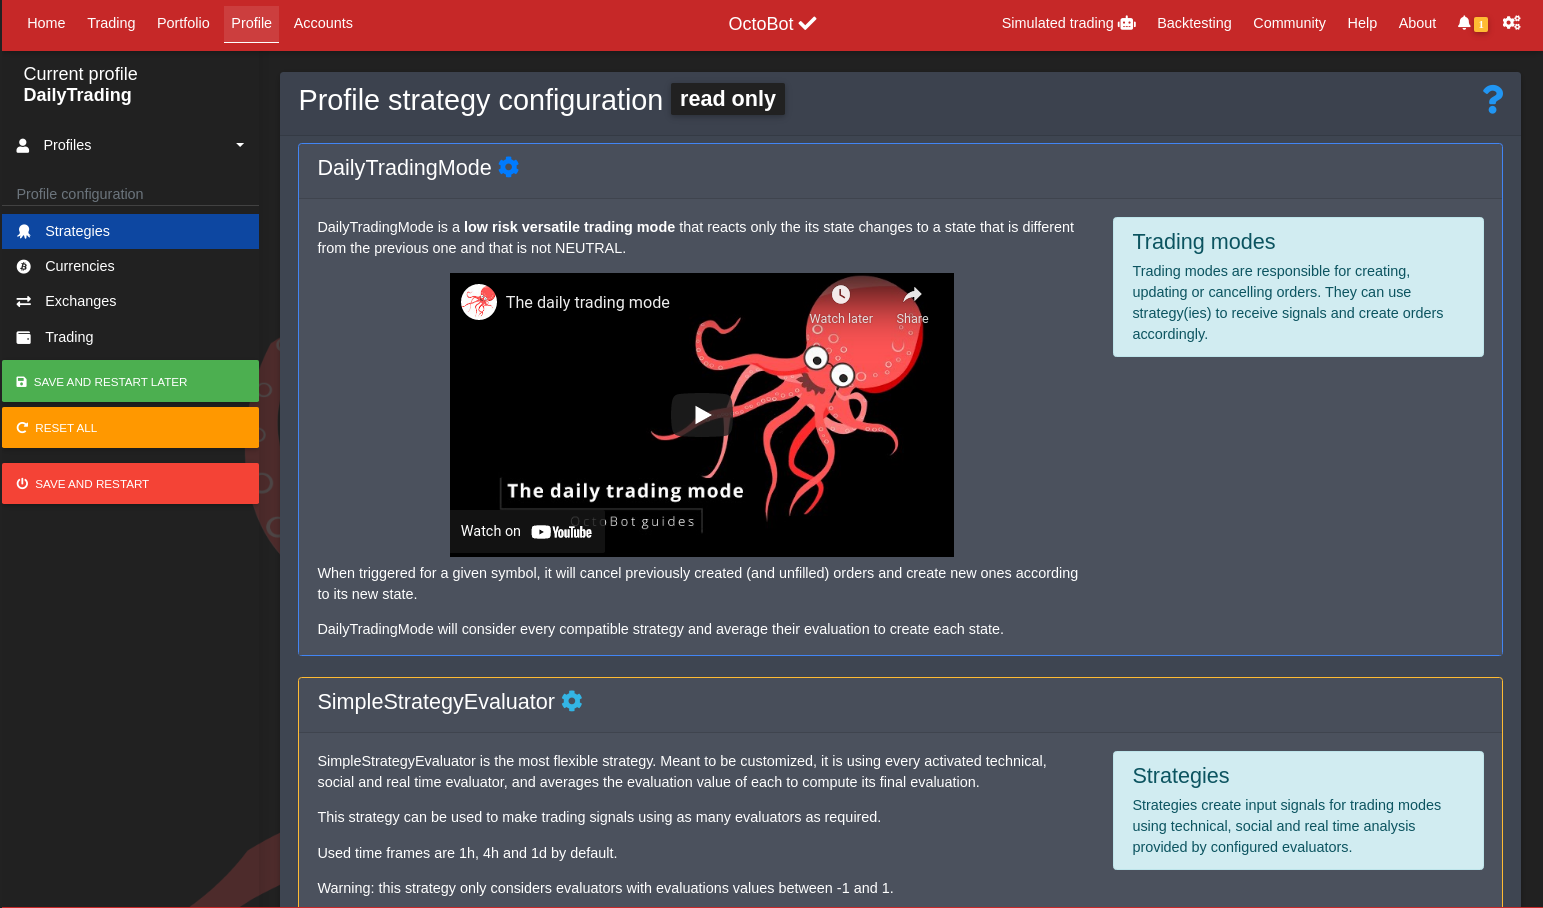 Home Trading Portfolio Profile Accounts OctoBot Simulated trading Backtesting Community Help About 1
Current profile
DailyTrading
Profiles
Profile configuration
Strategies
Currencies
Exchanges
Trading
SAVE AND RESTART LATER
RESET ALL
SAVE AND RESTART
Profile strategy configuration read only
DailyTradingMode
DailyTradingMode is a low risk versatile trading mode that reacts only the its state changes to a state that is different
from the previous one and that is not NEUTRAL.
The daily trading mode
Watch later
Share
The daily trading mode
OctoBot guides
Watch on YouTube
When triggered for a given symbol, it will cancel previously created (and unfilled) orders and create new ones according
to its new state.
DailyTradingMode will consider every compatible strategy and average their evaluation to create each state.
Trading modes
Trading modes are responsible for creating,
updating or cancelling orders. They can use
strategy(ies) to receive signals and create orders
accordingly.
SimpleStrategyEvaluator
SimpleStrategyEvaluator is the most flexible strategy. Meant to be customized, it is using every activated technical,
social and real time evaluator, and averages the evaluation value of each to compute its final evaluation.
This strategy can be used to make trading signals using as many evaluators as required.
Used time frames are 1h, 4h and 1d by default.
Warning: this strategy only considers evaluators with evaluations values between -1 and 1.
Strategies
Strategies create input signals for trading modes
using technical, social and real time analysis
provided by configured evaluators.